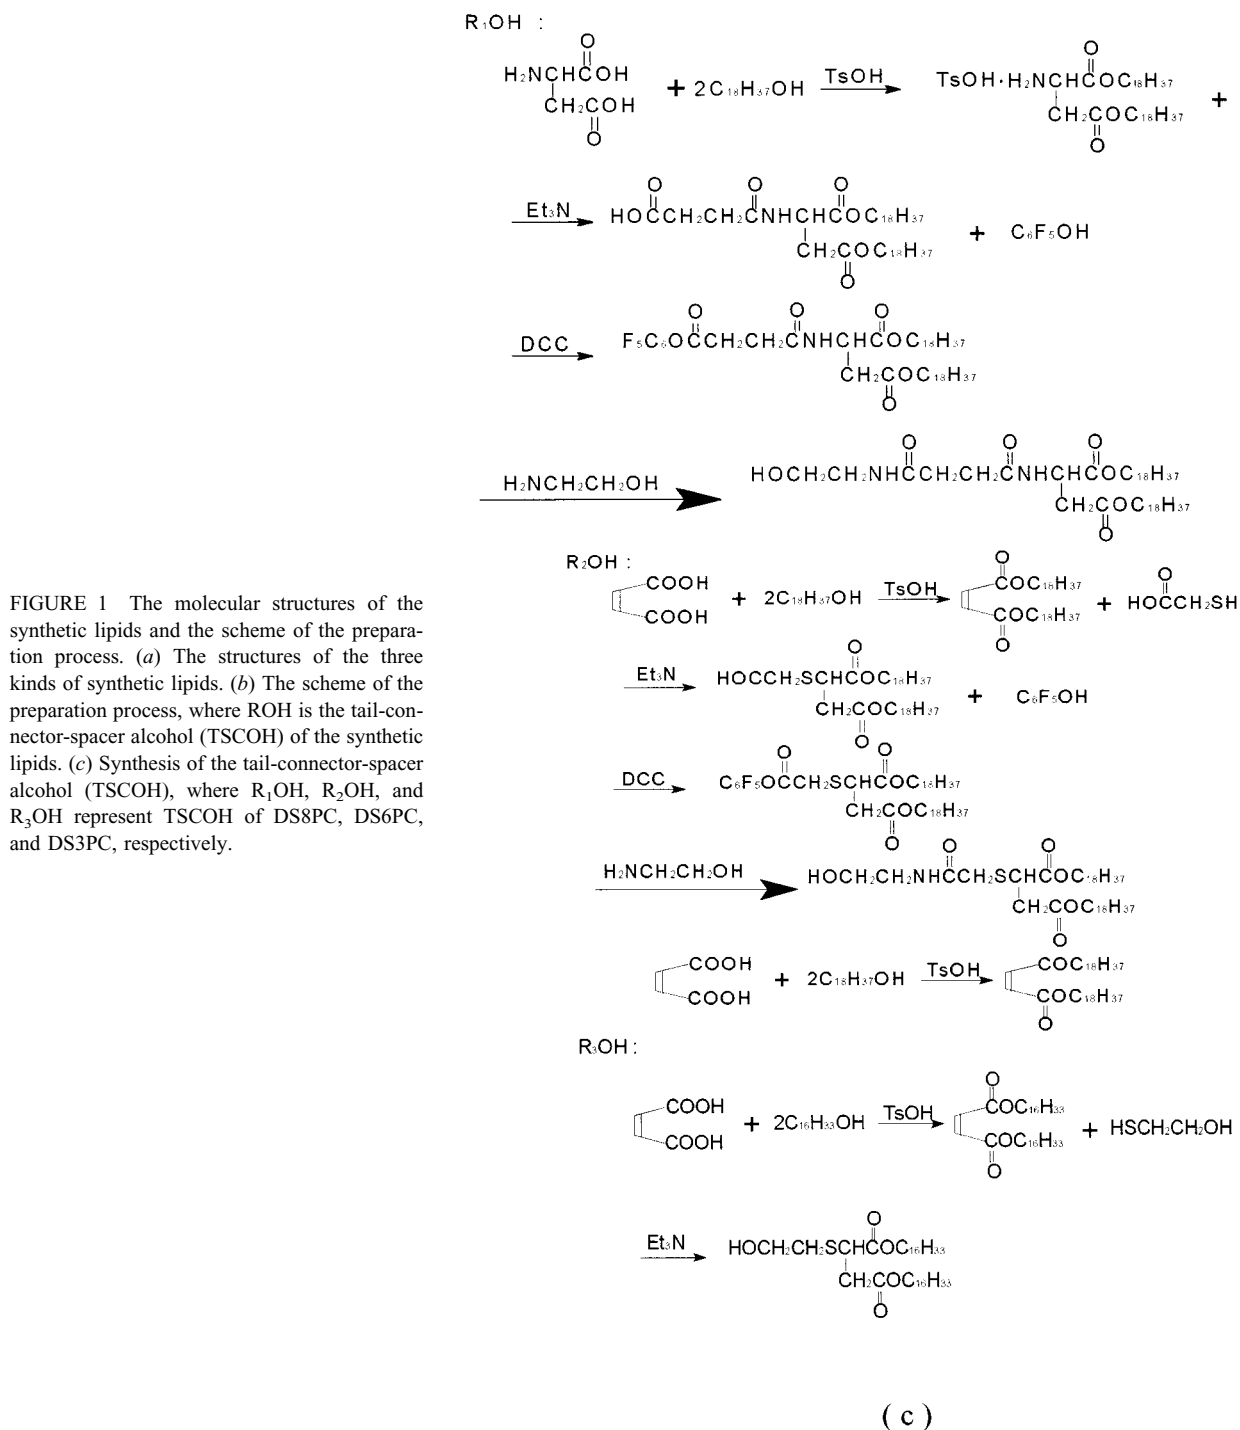 R₁OH :
O
H₂NCHCOH
CH₂COH
O
+ 2C₁₈H₃₇OH
TsOH
O
TsOH·H₂NCHCOC₁₈H₃₇
CH₂COC₁₈H₃₇
O
+
Et₃N
O O O
HOCCH₂CH₂CNHCHCOC₁₈H₃₇
CH₂COC₁₈H₃₇
O
+ C₆F₅OH
DCC
O O O
F₅C₆OCCH₂CH₂CNHCHCOC₁₈H₃₇
CH₂COC₁₈H₃₇
O
H₂NCH₂CH₂OH
O O O
HOCH₂CH₂NHCCH₂CH₂CNHCHCOC₁₈H₃₇
CH₂COC₁₈H₃₇
O
R₂OH :
COOH
COOH
+ 2C₁₈H₃₇OH
TsOH
O
COC₁₈H₃₇
COC₁₈H₃₇
O
+
O
HOCCH₂SH
Et₃N
O
HOCCH₂SCHCOC₁₈H₃₇
CH₂COC₁₈H₃₇
O
+ C₆F₅OH
DCC
O O
C₆F₅OCCH₂SCHCOC₁₈H₃₇
CH₂COC₁₈H₃₇
O
H₂NCH₂CH₂OH
O O
HOCH₂CH₂NHCCH₂SCHCOC₁₈H₃₇
CH₂COC₁₈H₃₇
O
COOH
COOH
+ 2C₁₈H₃₇OH
TsOH
COC₁₈H₃₇
COC₁₈H₃₇
O
R₃OH :
COOH
COOH
+ 2C₁₆H₃₃OH
TsOH
O
COC₁₆H₃₃
COC₁₆H₃₃
O
+ HSCH₂CH₂OH
Et₃N
O
HOCH₂CH₂SCHCOC₁₆H₃₃
CH₂COC₁₆H₃₃
O
( c )
FIGURE 1 The molecular structures of the
synthetic lipids and the scheme of the prepara-
tion process. (a) The structures of the three
kinds of synthetic lipids. (b) The scheme of the
preparation process, where ROH is the tail-con-
nector-spacer alcohol (TSCOH) of the synthetic
lipids. (c) Synthesis of the tail-connector-spacer
alcohol (TSCOH), where R₁OH, R₂OH, and
R₃OH represent TSCOH of DS8PC, DS6PC,
and DS3PC, respectively.